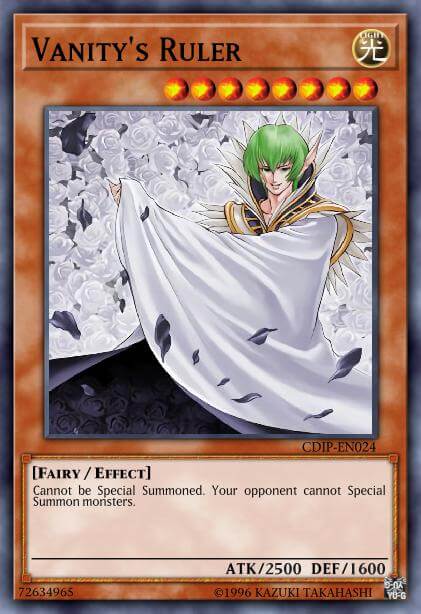 Vanity's Ruler
LIGHT
光
CDIP-EN024
[Fairy / Effect]
Cannot be Special Summoned. Your opponent cannot Special
Summon monsters.
ATK/2500 DEF/1600
72634965
©1996 KAZUKI TAKAHASHI